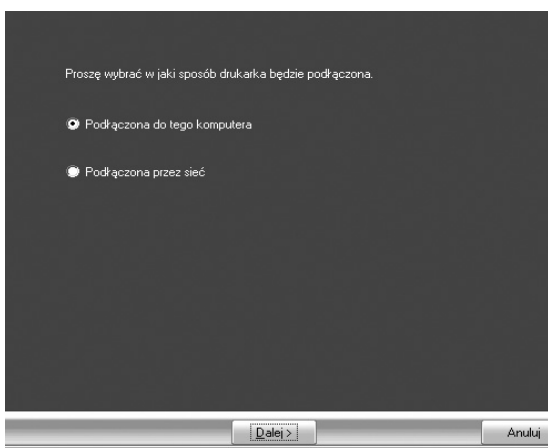 Proszę wybrać w jaki sposób drukarka będzie podłączona.
Podłączona do tego komputera
Podłączona przez sieć
Dalej >
Anuluj